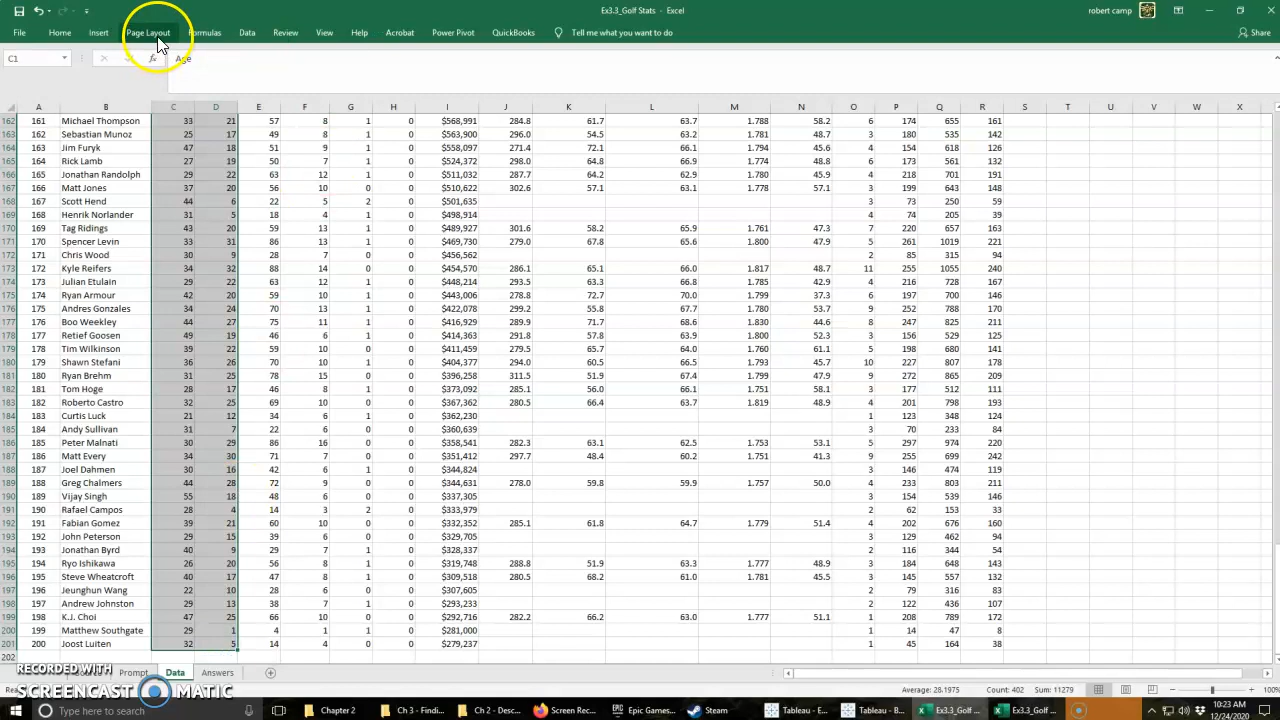 Ex3.3_Golf Stats - Excel
robert camp
File Home Insert Page Layout Formulas Data Review View Help Acrobat Power Pivot QuickBooks Tell me what you want to do Share
C1 fx Age
A B C D E F G H I J K L M N O P Q R S T U V W X
162 161 Michael Thompson 33 21 57 8 1 0 $568,991 284.8 61.7 63.7 1.788 58.2 6 174 655 161
163 162 Sebastian Munoz 25 17 49 8 1 0 $563,900 296.0 54.5 63.2 1.781 48.7 3 180 535 142
164 163 Jim Furyk 47 18 51 9 1 0 $558,097 271.4 72.1 66.1 1.794 45.6 4 154 618 126
165 164 Rick Lamb 27 19 50 7 1 0 $524,372 298.0 64.8 66.9 1.774 48.8 6 173 561 132
166 165 Jonathan Randolph 29 22 63 12 1 0 $511,032 287.7 64.2 62.9 1.780 45.9 4 218 701 191
167 166 Matt Jones 37 20 56 10 0 0 $510,622 302.6 57.1 63.1 1.778 57.1 3 199 643 148
168 167 Scott Hend 44 6 22 5 2 0 $501,635 3 73 250 59
169 168 Henrik Norlander 31 5 18 4 1 0 $498,914 4 74 205 39
170 169 Tag Ridings 43 20 59 13 1 0 $489,927 301.6 58.2 65.9 1.761 47.3 7 220 657 163
171 170 Spencer Levin 33 31 86 13 1 0 $469,730 279.0 67.8 65.6 1.800 47.9 5 261 1019 221
172 171 Chris Wood 30 9 28 7 0 0 $456,562 2 85 315 94
173 172 Kyle Reifers 34 32 88 14 0 0 $454,570 286.1 65.1 66.0 1.817 48.7 11 255 1055 240
174 173 Julian Etulain 29 22 63 12 1 0 $448,214 293.5 63.3 66.8 1.785 42.9 4 216 728 167
175 174 Ryan Armour 42 20 59 10 1 0 $443,006 278.8 72.7 70.0 1.799 37.3 6 197 700 146
176 175 Andres Gonzales 34 24 70 13 1 0 $422,078 299.2 55.8 67.7 1.780 53.7 9 252 788 170
177 176 Boo Weekley 44 27 75 11 1 0 $416,929 289.9 71.7 68.6 1.830 44.6 8 247 825 211
178 177 Retief Goosen 49 19 46 6 1 0 $414,363 291.8 57.8 63.9 1.800 52.3 3 156 529 125
179 178 Tim Wilkinson 39 22 63 9 1 0 $411,459 279.5 65.7 64.0 1.760 61.1 5 198 680 141
180 179 Shawn Stefani 36 26 70 10 1 0 $404,377 294.0 60.5 66.5 1.793 45.7 10 227 807 178
181 180 Ryan Brehm 31 25 78 15 0 0 $396,258 311.5 51.9 67.4 1.799 47.9 9 272 865 209
182 181 Tom Hoge 28 17 46 8 1 0 $373,092 285.1 56.0 66.1 1.751 58.1 3 177 512 111
183 182 Roberto Castro 32 25 69 10 0 0 $367,362 280.5 66.4 63.7 1.819 48.9 4 201 798 193
184 183 Curtis Luck 21 12 34 6 1 0 $362,230 1 123 348 124
185 184 Andy Sullivan 31 7 22 6 0 0 $360,639 3 70 233 84
186 185 Peter Malnati 30 29 86 16 0 0 $358,541 282.3 63.1 62.5 1.753 53.1 5 297 974 220
187 186 Matt Every 34 30 71 7 0 0 $351,412 297.7 48.4 60.2 1.751 41.3 9 255 699 242
188 187 Joel Dahmen 30 16 42 6 1 0 $344,824 3 146 474 119
189 188 Greg Chalmers 44 28 72 9 0 0 $344,631 278.0 59.8 59.9 1.757 50.0 4 233 803 211
190 189 Vijay Singh 55 18 48 6 0 0 $337,305 3 154 539 146
191 190 Rafael Campos 28 4 14 3 2 0 $333,979 2 62 153 33
192 191 Fabian Gomez 39 21 60 10 0 0 $332,352 285.1 61.8 64.7 1.779 51.4 4 202 676 160
193 192 John Peterson 29 15 39 6 0 0 $329,705 3 129 462 94
194 193 Jonathan Byrd 40 9 29 7 1 0 $328,337 2 116 344 54
195 194 Ryo Ishikawa 26 20 56 8 1 0 $319,748 288.8 51.9 63.3 1.777 48.9 3 184 648 143
196 195 Steve Wheatcroft 40 17 47 8 1 0 $309,518 280.5 68.2 61.0 1.781 45.5 3 145 557 132
197 196 Jeunghun Wang 22 10 28 6 0 0 $307,605 0 79 316 83
198 197 Andrew Johnston 29 13 38 7 1 0 $293,233 2 122 436 107
199 198 K.J. Choi 47 25 66 10 0 0 $292,716 282.2 66.2 63.0 1.777 51.1 1 208 789 172
200 199 Matthew Southgate 29 1 4 1 1 0 $281,000 1 14 47 8
201 200 Joost Luiten 32 5 14 4 0 0 $279,237 1 45 164 38
202
RECORDED WITH
Prompt Data Answers
SCREENCAST MATIC
Average: 28.1975 Count: 402 Sum: 11279 100%
Type here to search Chapter 2 Ch 3 - Findi... Ch 2 - Desc... Screen Rec... Epic Games... Steam Tableau - E... Tableau - B... Ex3.3_Golf ... Ex3.3_Golf ... 10:23 AM
12/24/2020